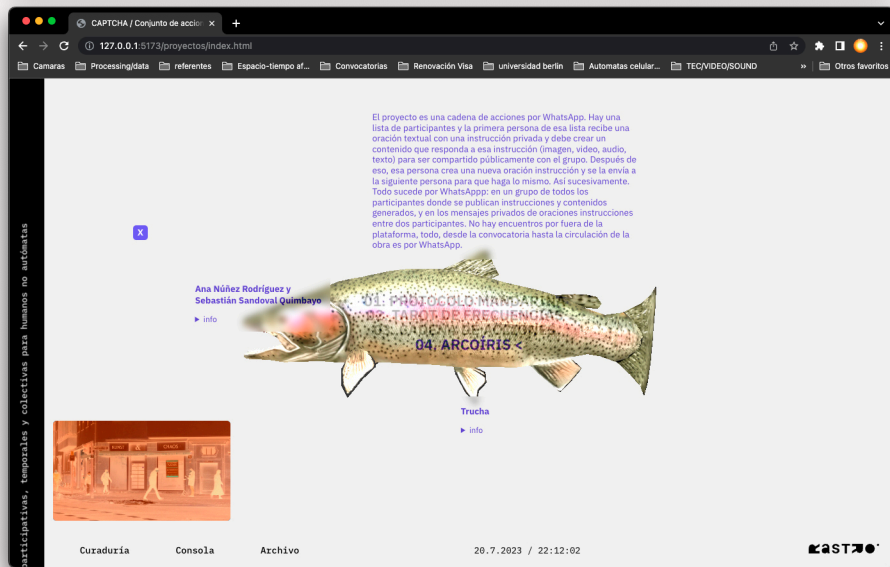 CAPTCHA / Conjunto de accion
127.0.0.1:5173/proyectos/index.html
Camaras
Processing/data
referentes
Espacio-tiempo af...
Convocatorias
Renovación Visa
universidad berlin
Automatas celular...
TEC/VIDEO/SOUND
»
Otros favoritos
participativas, temporales y colectivas para humanos no autómatas
El proyecto es una cadena de acciones por WhatsApp. Hay una
lista de participantes y la primera persona de esa lista recibe una
oración textual con una instrucción privada y debe crear un
contenido que responda a esa instrucción (imagen, video, audio,
texto) para ser compartido públicamente con el grupo. Después de
eso, esa persona crea una nueva oración instrucción y se la envía a
la siguiente persona para que haga lo mismo. Así sucesivamente.
Todo sucede por WhatsAppp: en un grupo de todos los
participantes donde se publican instrucciones y contenidos
generados, y en los mensajes privados de oraciones instrucciones
entre dos participantes. No hay encuentros por fuera de la
plataforma, todo, desde la convocatoria hasta la circulación de la
obra es por WhatsApp.
X
Ana Núñez Rodríguez y
Sebastián Sandoval Quimbayo
▶ info
01. PROTOCOLO MANDARINA
02. TAROT DE FRECUENCIAS
04. ARCOÍRIS <
Trucha
▶ info
CHAOS
Curaduría
Consola
Archivo
20.7.2023 / 22:12:02
KASTRO